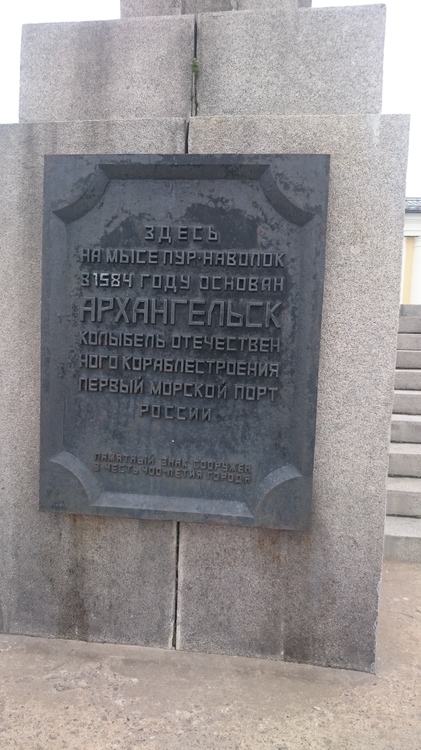 ЗДЕСЬ
НА МЫСЕ ПУР-НАВОЛОК
В 1584 ГОДУ ОСНОВАН
АРХАНГЕЛЬСК
КОЛЫБЕЛЬ ОТЕЧЕСТВЕН
НОГО КОРАБЛЕСТРОЕНИЯ
ПЕРВЫЙ МОРСКОЙ ПОРТ
РОССИИ
ПАМЯТНЫЙ ЗНАК СООРУЖЕН
В ЧЕСТЬ 400-ЛЕТИЯ ГОРОДА